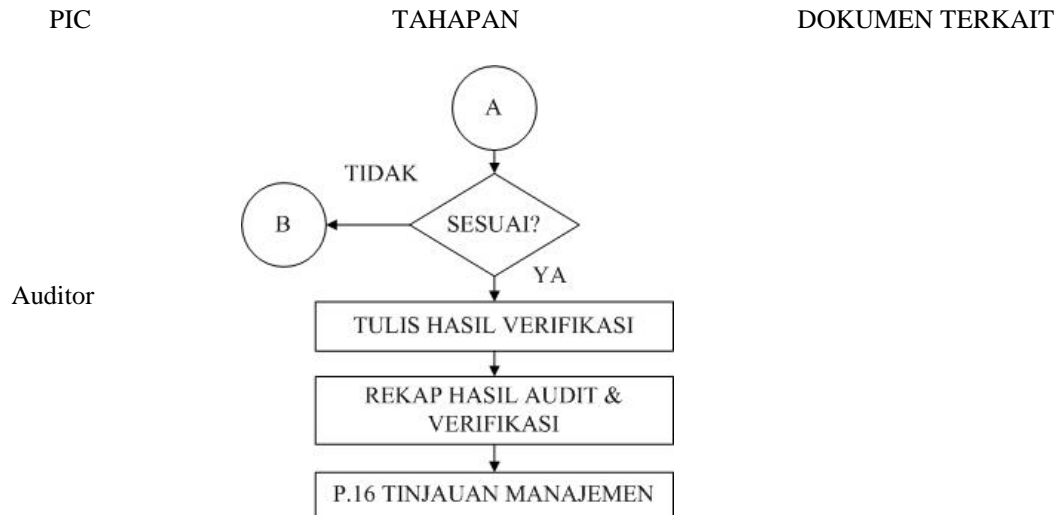 PIC TAHAPAN DOKUMEN TERKAIT
A
TIDAK
B
SESUAI?
YA
Auditor
TULIS HASIL VERIFIKASI
REKAP HASIL AUDIT &
VERIFIKASI
P.16 TINJAUAN MANAJEMEN